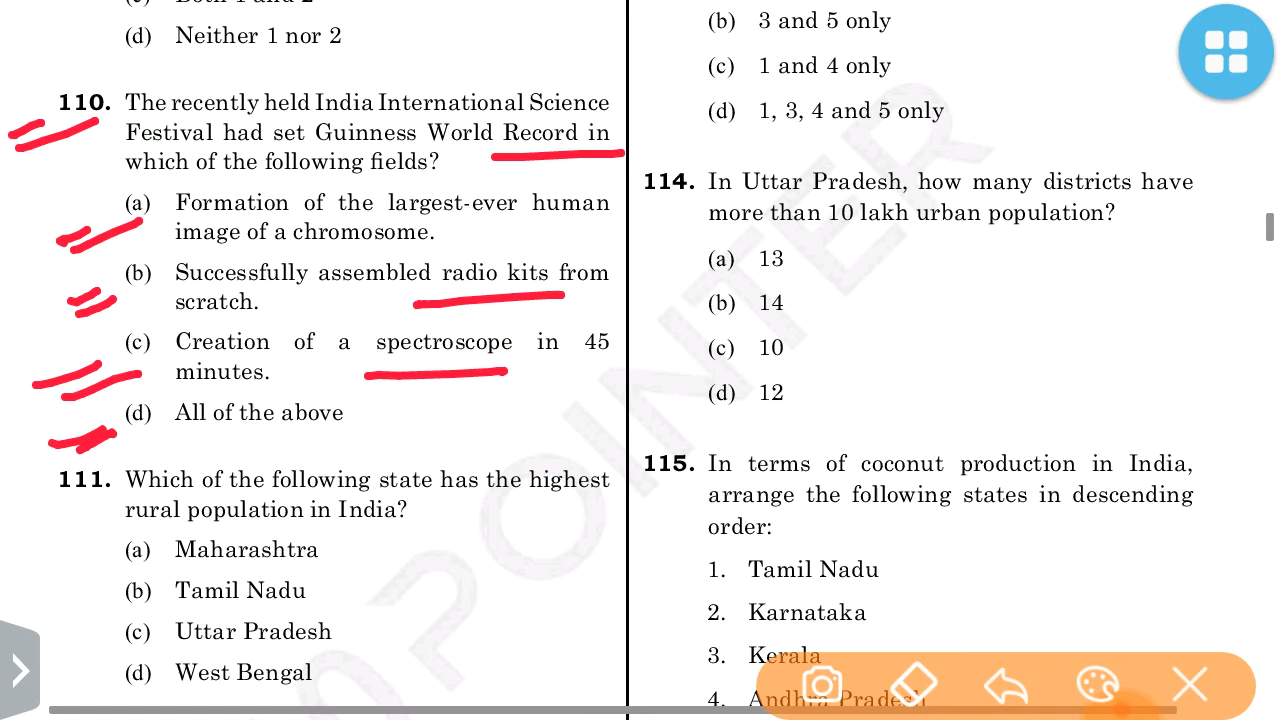 (d) Neither 1 nor 2
110. The recently held India International Science
Festival had set Guinness World Record in
which of the following fields?
(a) Formation of the largest-ever human
image of a chromosome.
(b) Successfully assembled radio kits from
scratch.
(c) Creation of a spectroscope in 45
minutes.
(d) All of the above
111. Which of the following state has the highest
rural population in India?
(a) Maharashtra
(b) Tamil Nadu
(c) Uttar Pradesh
(d) West Bengal
(b) 3 and 5 only
(c) 1 and 4 only
(d) 1, 3, 4 and 5 only
114. In Uttar Pradesh, how many districts have
more than 10 lakh urban population?
(a) 13
(b) 14
(c) 10
(d) 12
115. In terms of coconut production in India,
arrange the following states in descending
order:
1. Tamil Nadu
2. Karnataka
3. Kerala
4. Andhra Pradesh
POINTER